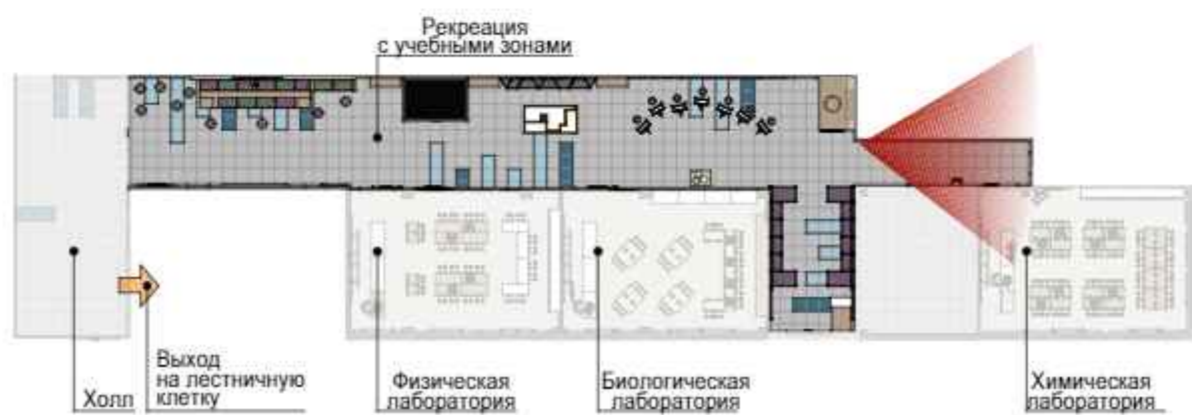 Рекреация
с учебными зонами
Холл
Выход
на лестничную
клетку
Физическая
лаборатория
Биологическая
лаборатория
Химическая
лаборатория